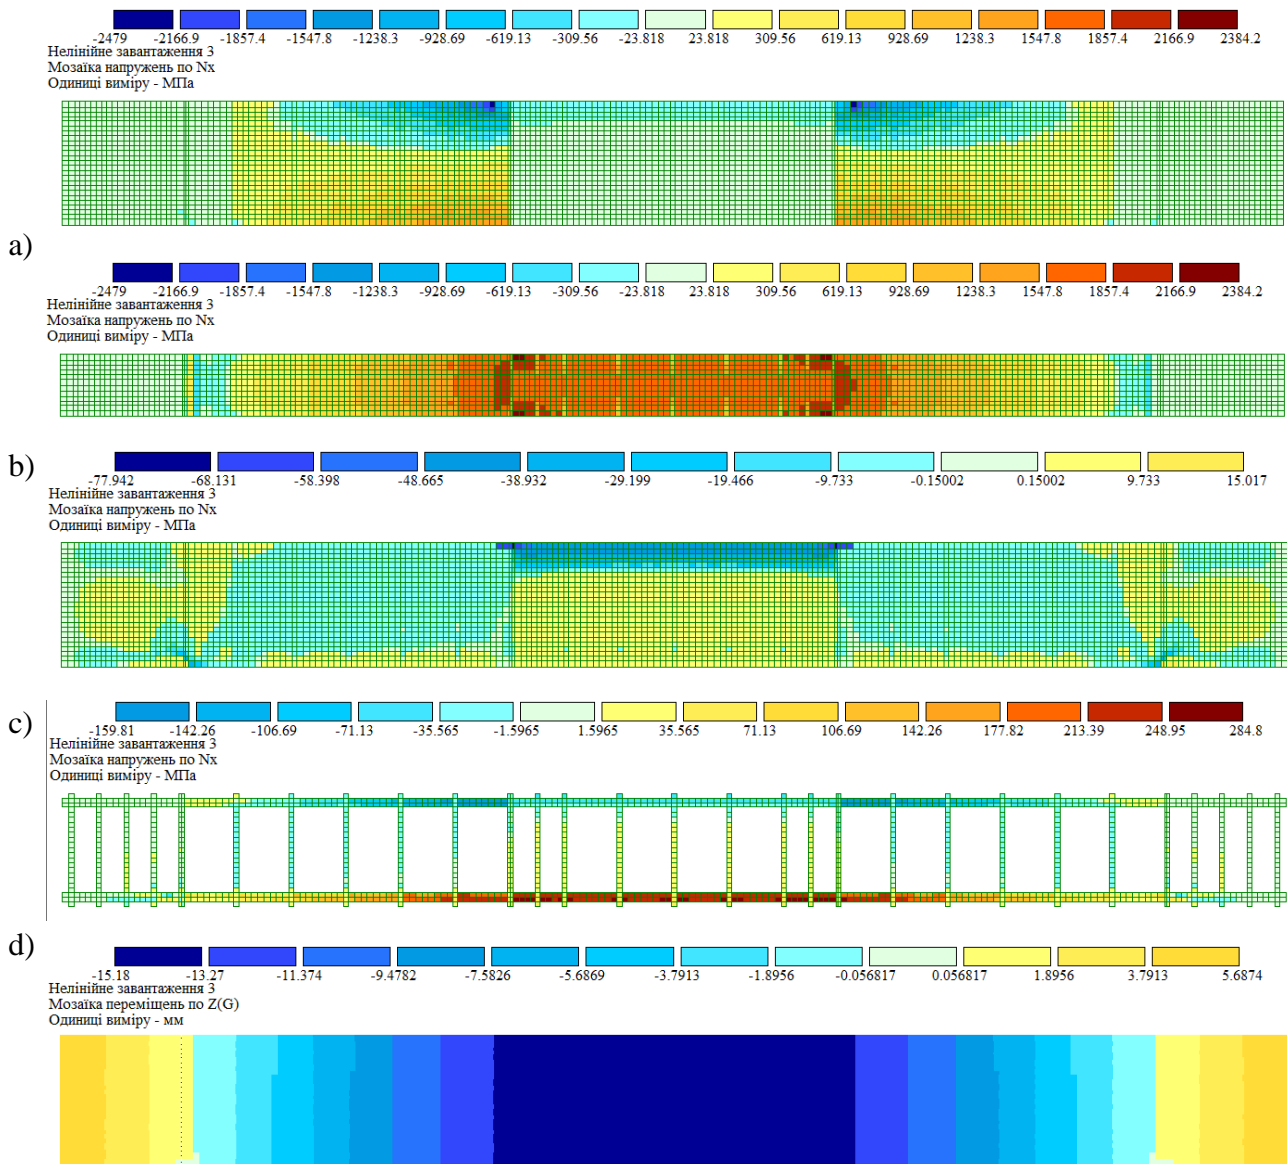 -2479 -2166.9 -1857.4 -1547.8 -1238.3 -928.69 -619.13 -309.56 -23.818 23.818 309.56 619.13 928.69 1238.3 1547.8 1857.4 2166.9 2384.2
Нелінійне завантаження 3
Мозаїка напружень по Nx
Одиниці виміру - МПа
a)
-2479 -2166.9 -1857.4 -1547.8 -1238.3 -928.69 -619.13 -309.56 -23.818 23.818 309.56 619.13 928.69 1238.3 1547.8 1857.4 2166.9 2384.2
Нелінійне завантаження 3
Мозаїка напружень по Nx
Одиниці виміру - МПа
b)
-77.942 -68.131 -58.398 -48.665 -38.932 -29.199 -19.466 -9.733 -0.15002 0.15002 9.733 15.017
Нелінійне завантаження 3
Мозаїка напружень по Nx
Одиниці виміру - МПа
c)
-159.81 -142.26 -106.69 -71.13 -35.565 -1.5965 1.5965 35.565 71.13 106.69 142.26 177.82 213.39 248.95 284.8
Нелінійне завантаження 3
Мозаїка напружень по Nx
Одиниці виміру - МПа
d)
-15.18 -13.27 -11.374 -9.4782 -7.5826 -5.6869 -3.7913 -1.8956 -0.056817 0.056817 1.8956 3.7913 5.6874
Нелінійне завантаження 3
Мозаїка переміщень по Z(G)
Одиниці виміру - мм